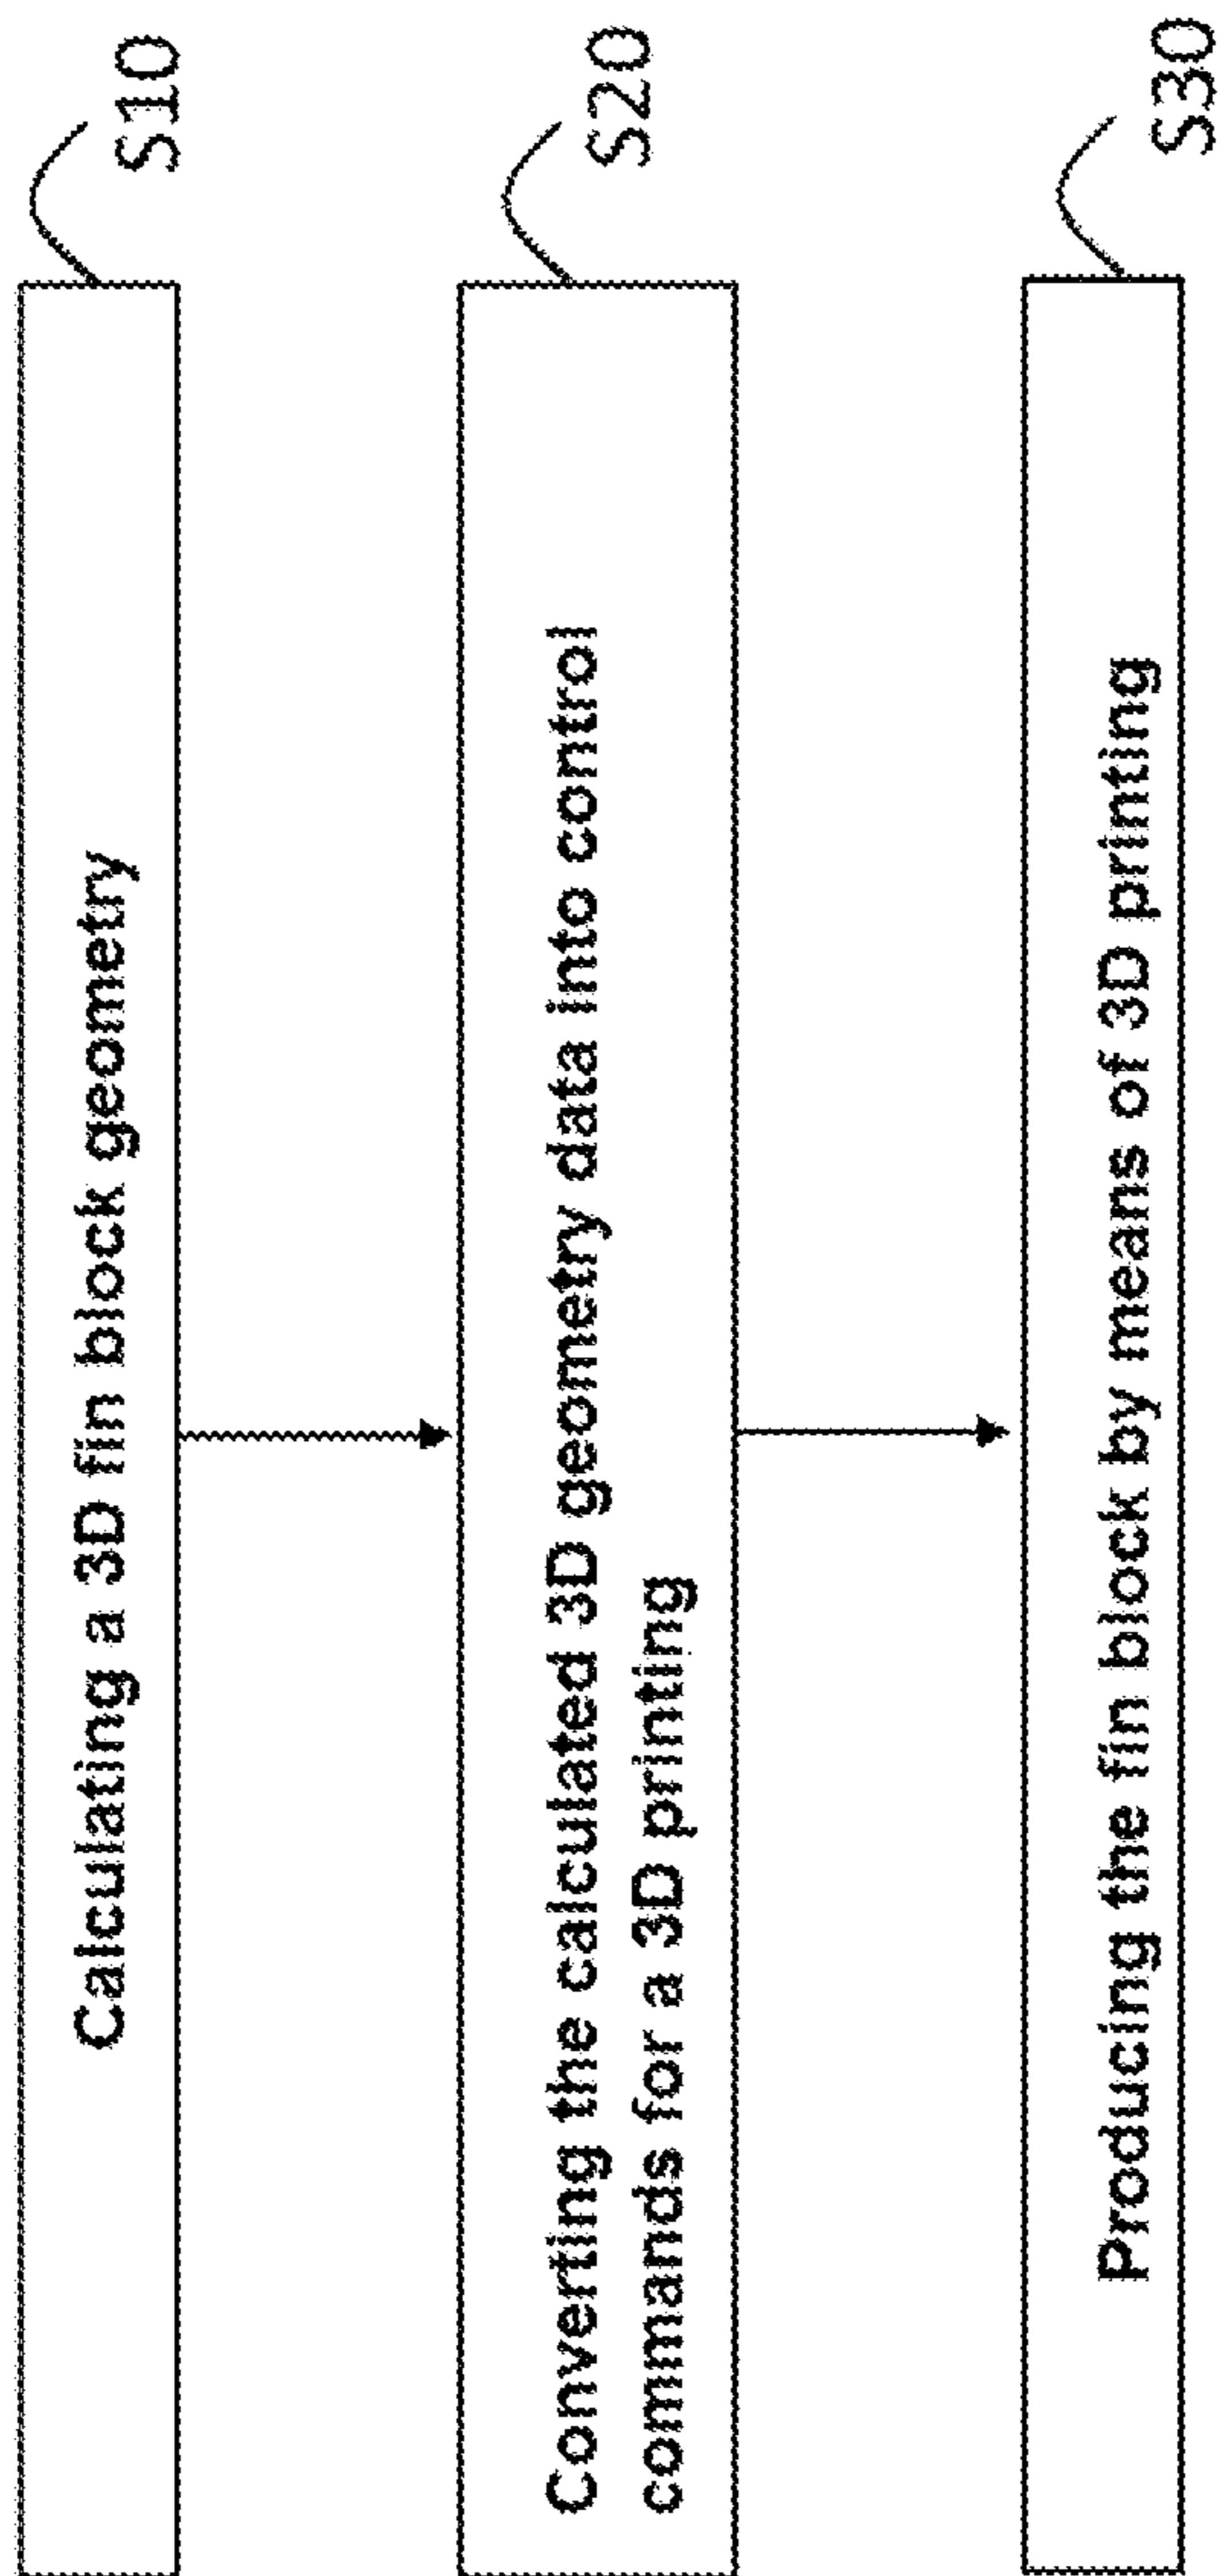 Calculating a 3D fin block geometry
S10
Converting the calculated 3D geometry data into control
commands for a 3D printing
S20
Producing the fin block by means of 3D printing
S30